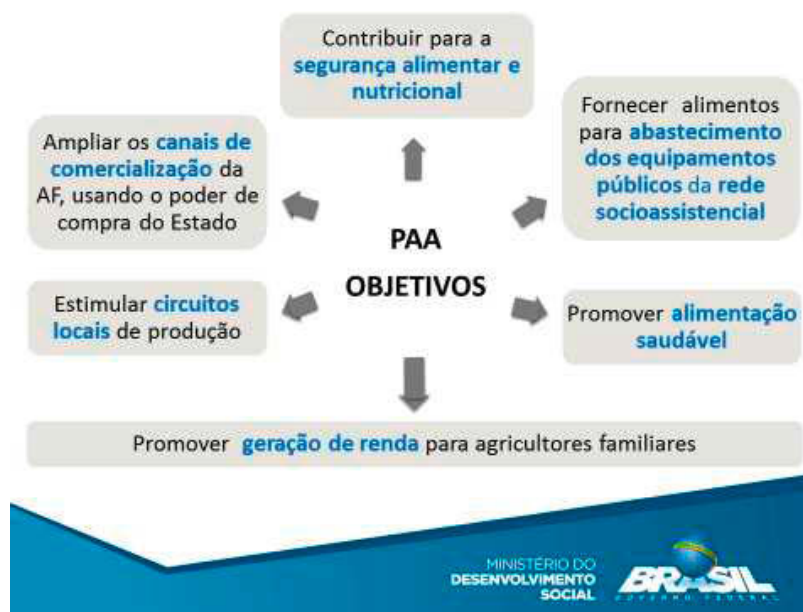 Contribuir para a
segurança alimentar e
nutricional
Ampliar os canais de
comercialização da
AF, usando o poder de
compra do Estado
Fornecer alimentos
para abastecimento
dos equipamentos
públicos da rede
socioassistencial
PAA
OBJETIVOS
Estimular circuitos
locais de produção
Promover alimentação
saudável
Promover geração de renda para agricultores familiares
MINISTÉRIO DO
DESENVOLVIMENTO
SOCIAL
BRASIL
GOVERNO FEDERAL